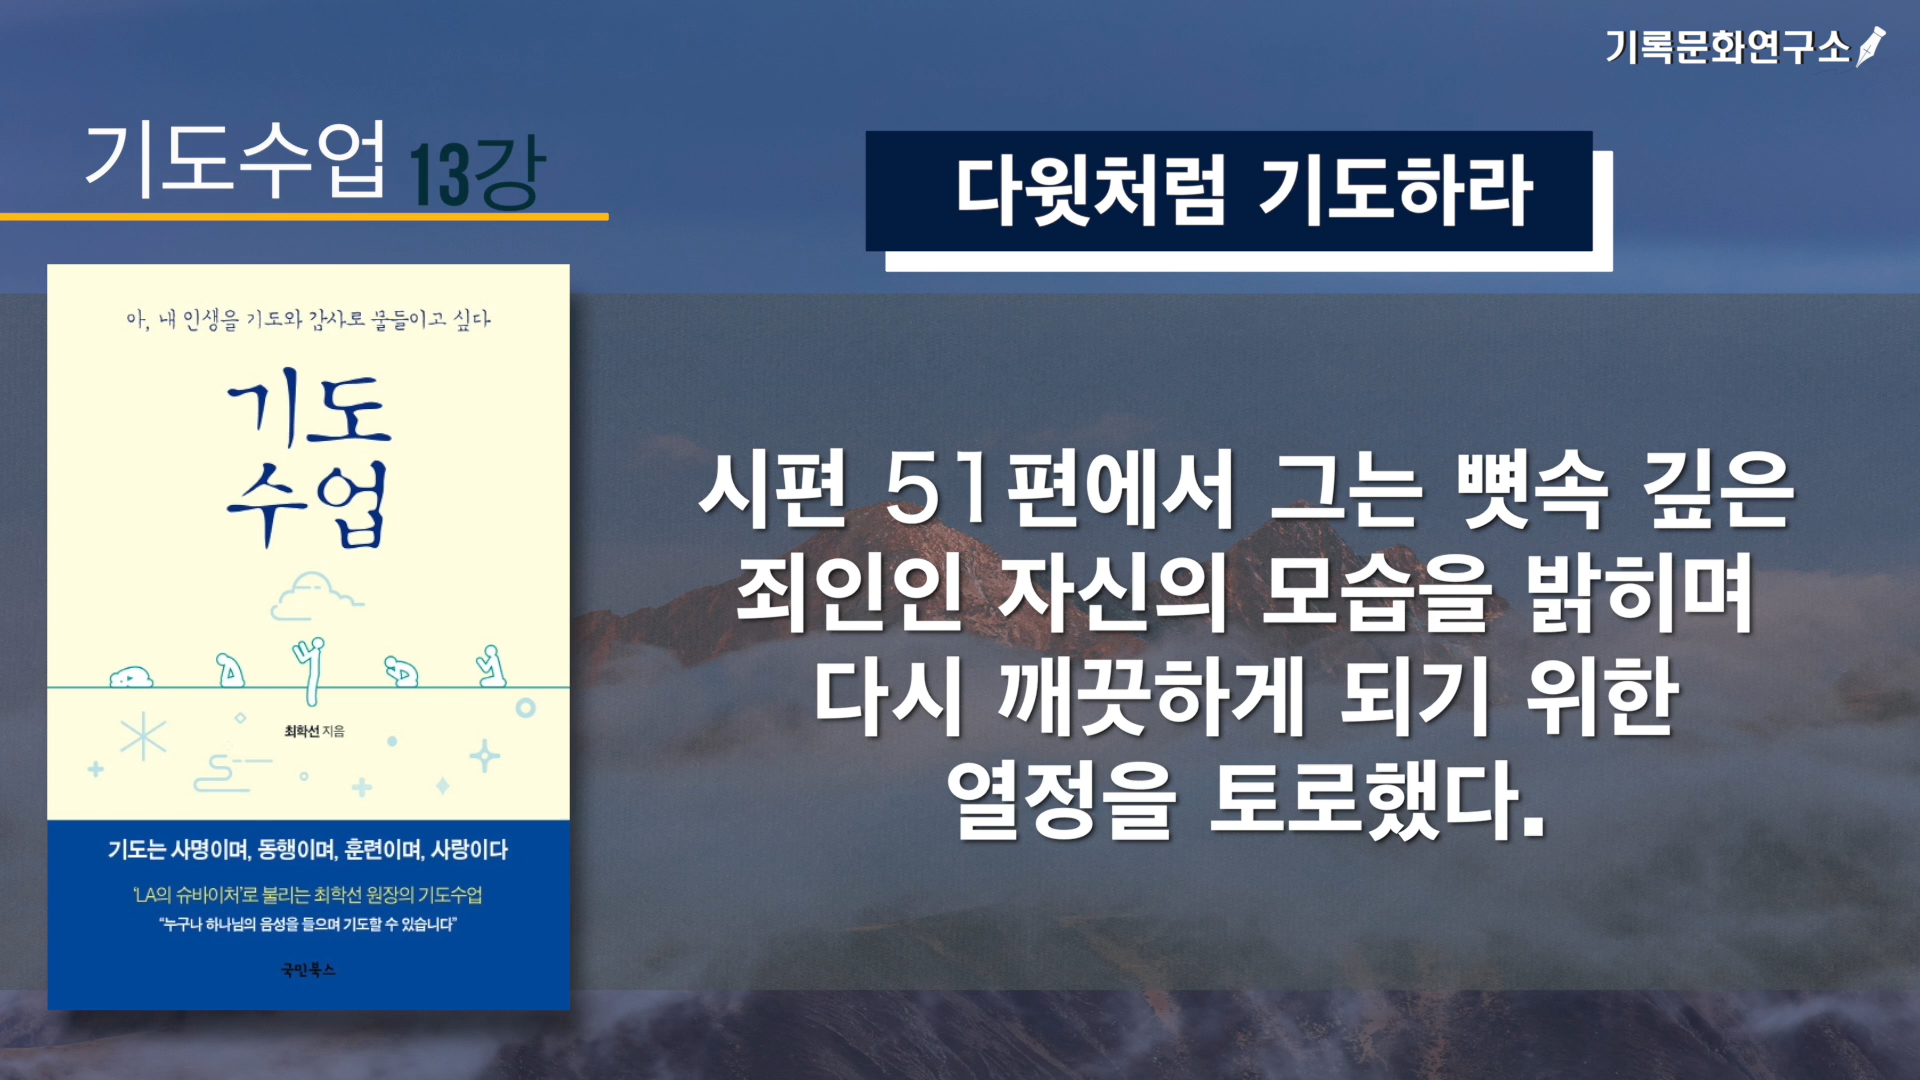 기록문화연구소
기도수업 13강
다윗처럼 기도하라
아, 내 인생을 기도와 감사로 물들이고 싶다
기도
수업
최학선 지음
기도는 사명이며, 동행이며, 훈련이며, 사랑이다
‘LA의 슈바이처’로 불리는 최학선 원장의 기도수업
“누구나 하나님의 음성을 들으며 기도할 수 있습니다”
국민북스
시편 51편에서 그는 뼛속 깊은
죄인인 자신의 모습을 밝히며
다시 깨끗하게 되기 위한
열정을 토로했다.